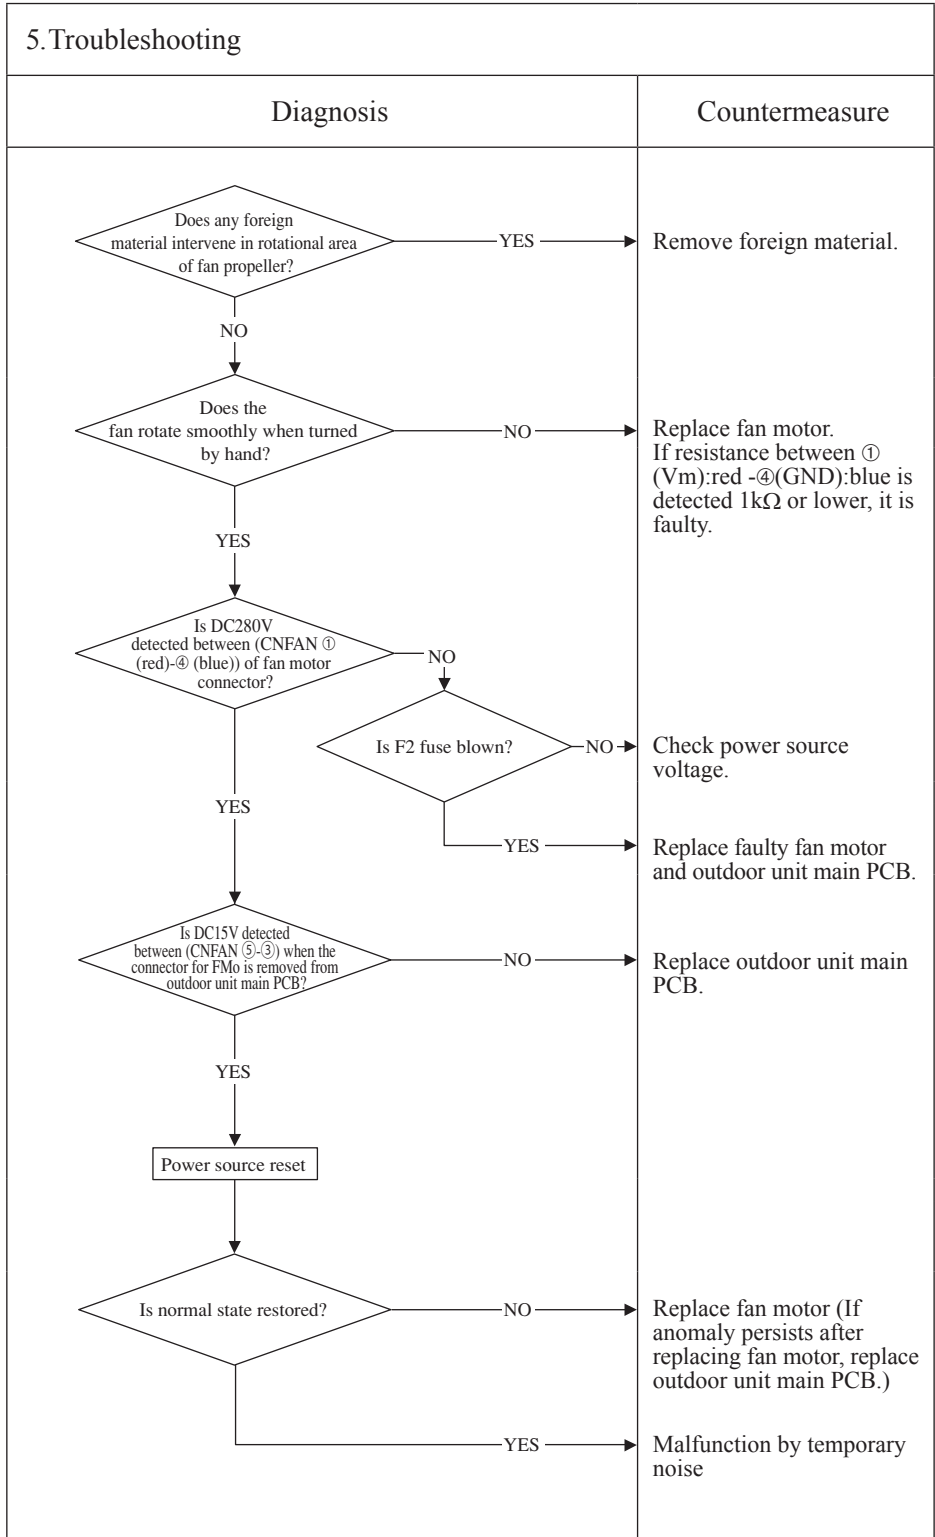 5.Troubleshooting
Diagnosis
Countermeasure
Does any foreign
material intervene in rotational area
of fan propeller?
YES
Remove foreign material.
NO
Does the
fan rotate smoothly when turned
by hand?
NO
Replace fan motor.
If resistance between ①
(Vm):red -④(GND):blue is
detected 1kΩ or lower, it is
faulty.
YES
Is DC280V
detected between (CNFAN ①
(red)-④ (blue)) of fan motor
connector?
NO
Is F2 fuse blown?
NO
Check power source
voltage.
YES
YES
Replace faulty fan motor
and outdoor unit main PCB.
Is DC15V detected
between (CNFAN ⑤-③) when the
connector for FMo is removed from
outdoor unit main PCB?
NO
Replace outdoor unit main
PCB.
YES
Power source reset
Is normal state restored?
NO
Replace fan motor (If
anomaly persists after
replacing fan motor, replace
outdoor unit main PCB.)
YES
Malfunction by temporary
noise